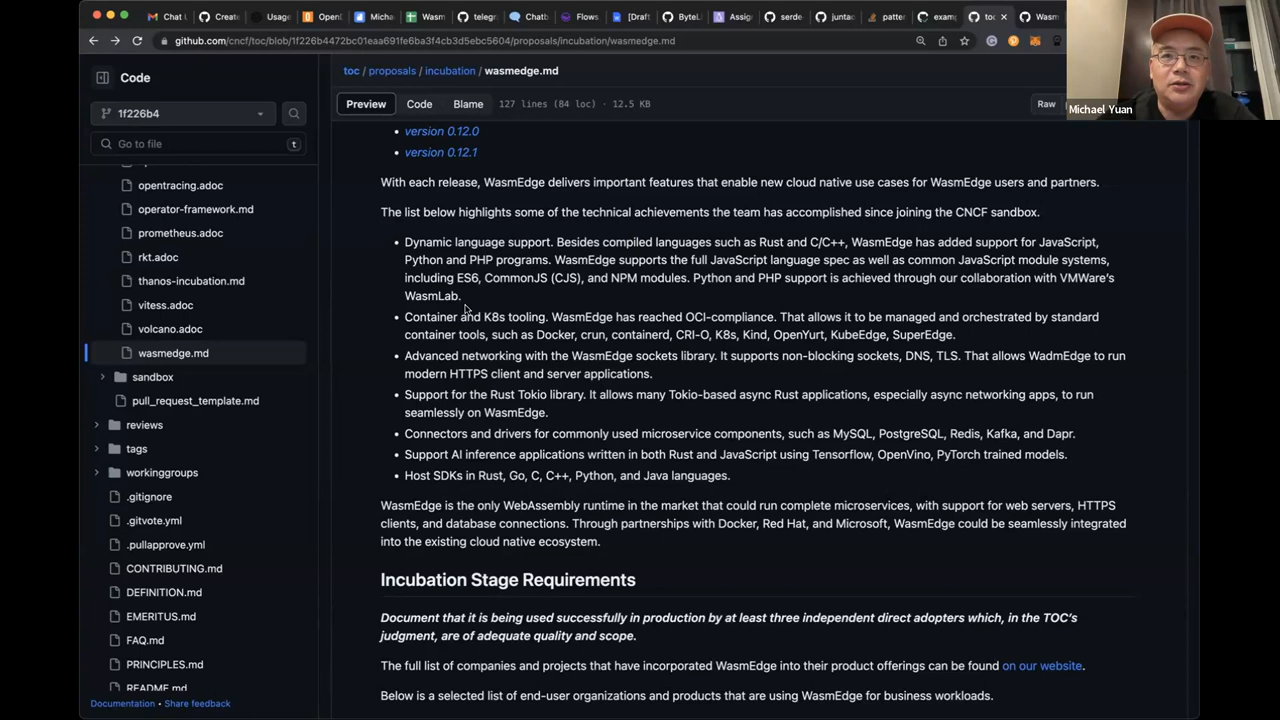 Chat
Create
Usag
OpenE
Micha
Wasm
telegr
Chatb
Flows
[Draft
ByteL
Assig
serde
juntac
patter
examp
toc
Wasm
github.com/cncf/toc/blob/1f226b4472bc01eaa691fe6ba3f4cb3d5ebc5604/proposals/incubation/wasmedge.md
Michael Yuan
Code
1f226b4
Go to file
t
opentracing.adoc
operator-framework.md
prometheus.adoc
rkt.adoc
thanos-incubation.md
vitess.adoc
volcano.adoc
wasmedge.md
sandbox
pull_request_template.md
reviews
tags
workinggroups
.gitignore
.gitvote.yml
.pullapprove.yml
CONTRIBUTING.md
DEFINITION.md
EMERITUS.md
FAQ.md
PRINCIPLES.md
README.md
Documentation • Share feedback
toc / proposals / incubation / wasmedge.md
Preview Code Blame 127 lines (84 loc) · 12.5 KB Raw
• version 0.12.0
• version 0.12.1
With each release, WasmEdge delivers important features that enable new cloud native use cases for WasmEdge users and partners.
The list below highlights some of the technical achievements the team has accomplished since joining the CNCF sandbox.
• Dynamic language support. Besides compiled languages such as Rust and C/C++, WasmEdge has added support for JavaScript,
Python and PHP programs. WasmEdge supports the full JavaScript language spec as well as common JavaScript module systems,
including ES6, CommonJS (CJS), and NPM modules. Python and PHP support is achieved through our collaboration with VMWare's
WasmLab.
• Container and K8s tooling. WasmEdge has reached OCI-compliance. That allows it to be managed and orchestrated by standard
container tools, such as Docker, crun, containerd, CRI-O, K8s, Kind, OpenYurt, KubeEdge, SuperEdge.
• Advanced networking with the WasmEdge sockets library. It supports non-blocking sockets, DNS, TLS. That allows WadmEdge to run
modern HTTPS client and server applications.
• Support for the Rust Tokio library. It allows many Tokio-based async Rust applications, especially async networking apps, to run
seamlessly on WasmEdge.
• Connectors and drivers for commonly used microservice components, such as MySQL, PostgreSQL, Redis, Kafka, and Dapr.
• Support AI inference applications written in both Rust and JavaScript using Tensorflow, OpenVino, PyTorch trained models.
• Host SDKs in Rust, Go, C, C++, Python, and Java languages.
WasmEdge is the only WebAssembly runtime in the market that could run complete microservices, with support for web servers, HTTPS
clients, and database connections. Through partnerships with Docker, Red Hat, and Microsoft, WasmEdge could be seamlessly integrated
into the existing cloud native ecosystem.
Incubation Stage Requirements
Document that it is being used successfully in production by at least three independent direct adopters which, in the TOC's
judgment, are of adequate quality and scope.
The full list of companies and projects that have incorporated WasmEdge into their product offerings can be found on our website.
Below is a selected list of end-user organizations and products that are using WasmEdge for business workloads.